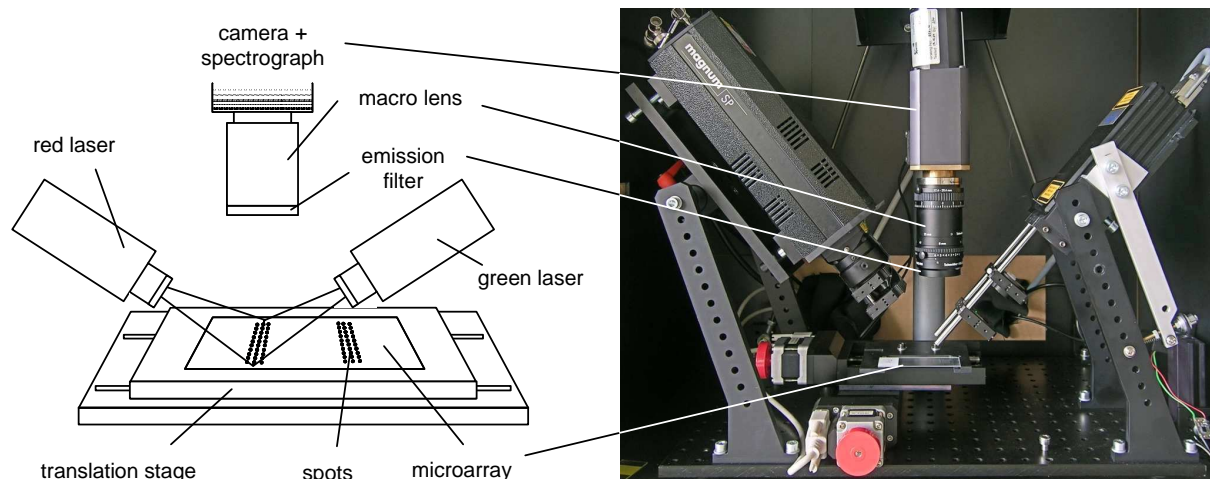 camera +
spectrograph
macro lens
red laser
emission
filter
green laser
translation stage
spots
microarray
magnum
SP